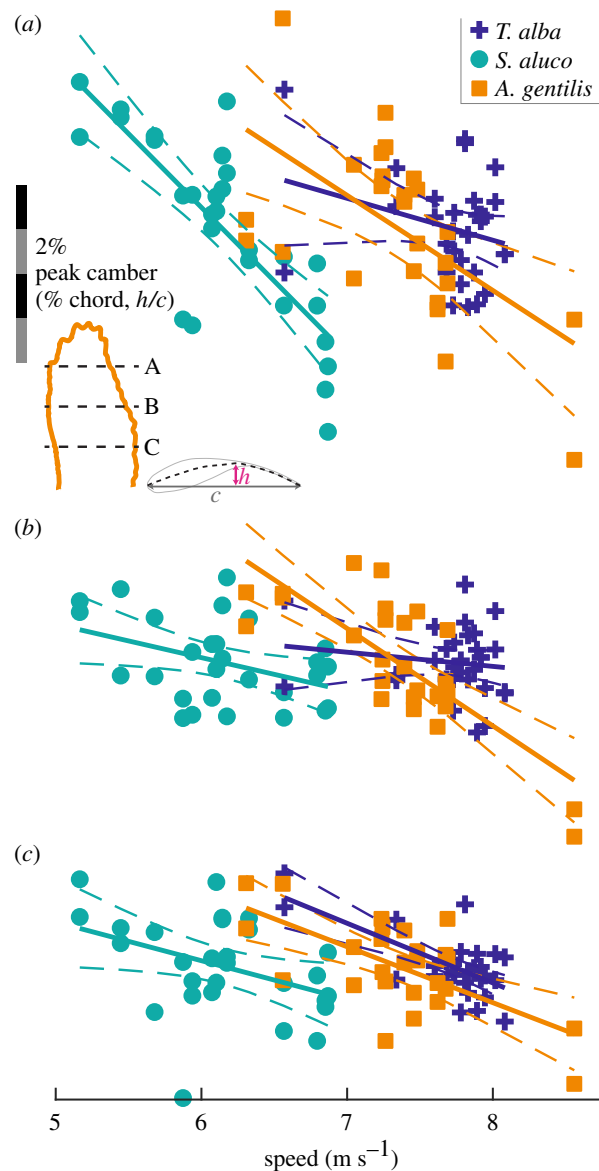 (a)
T. alba
S. aluco
A. gentilis
2%
peak camber
(% chord, h/c)
A
B
C
h
c
(b)
(c)
5 6 7 8
speed (m s⁻¹)